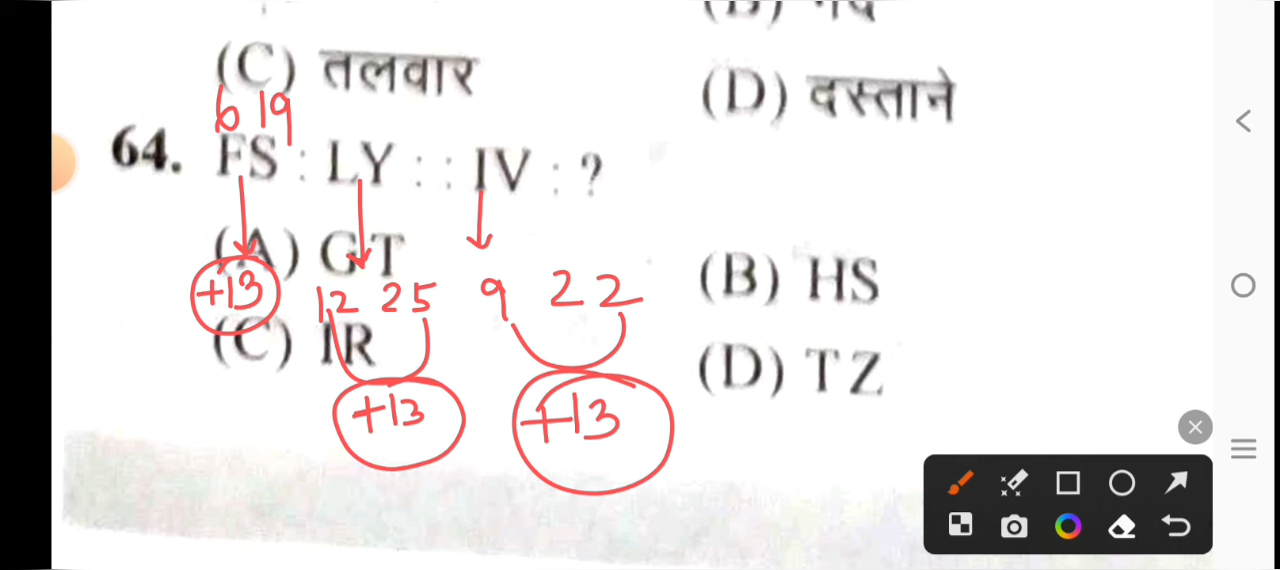 (C) तलवार
(D) दस्ताने
6 19
64. FS : LY : : IV : ?
(A) GT
(B) HS
+13
12 25
9 22
(C) IR
(D) TZ
+13
+13